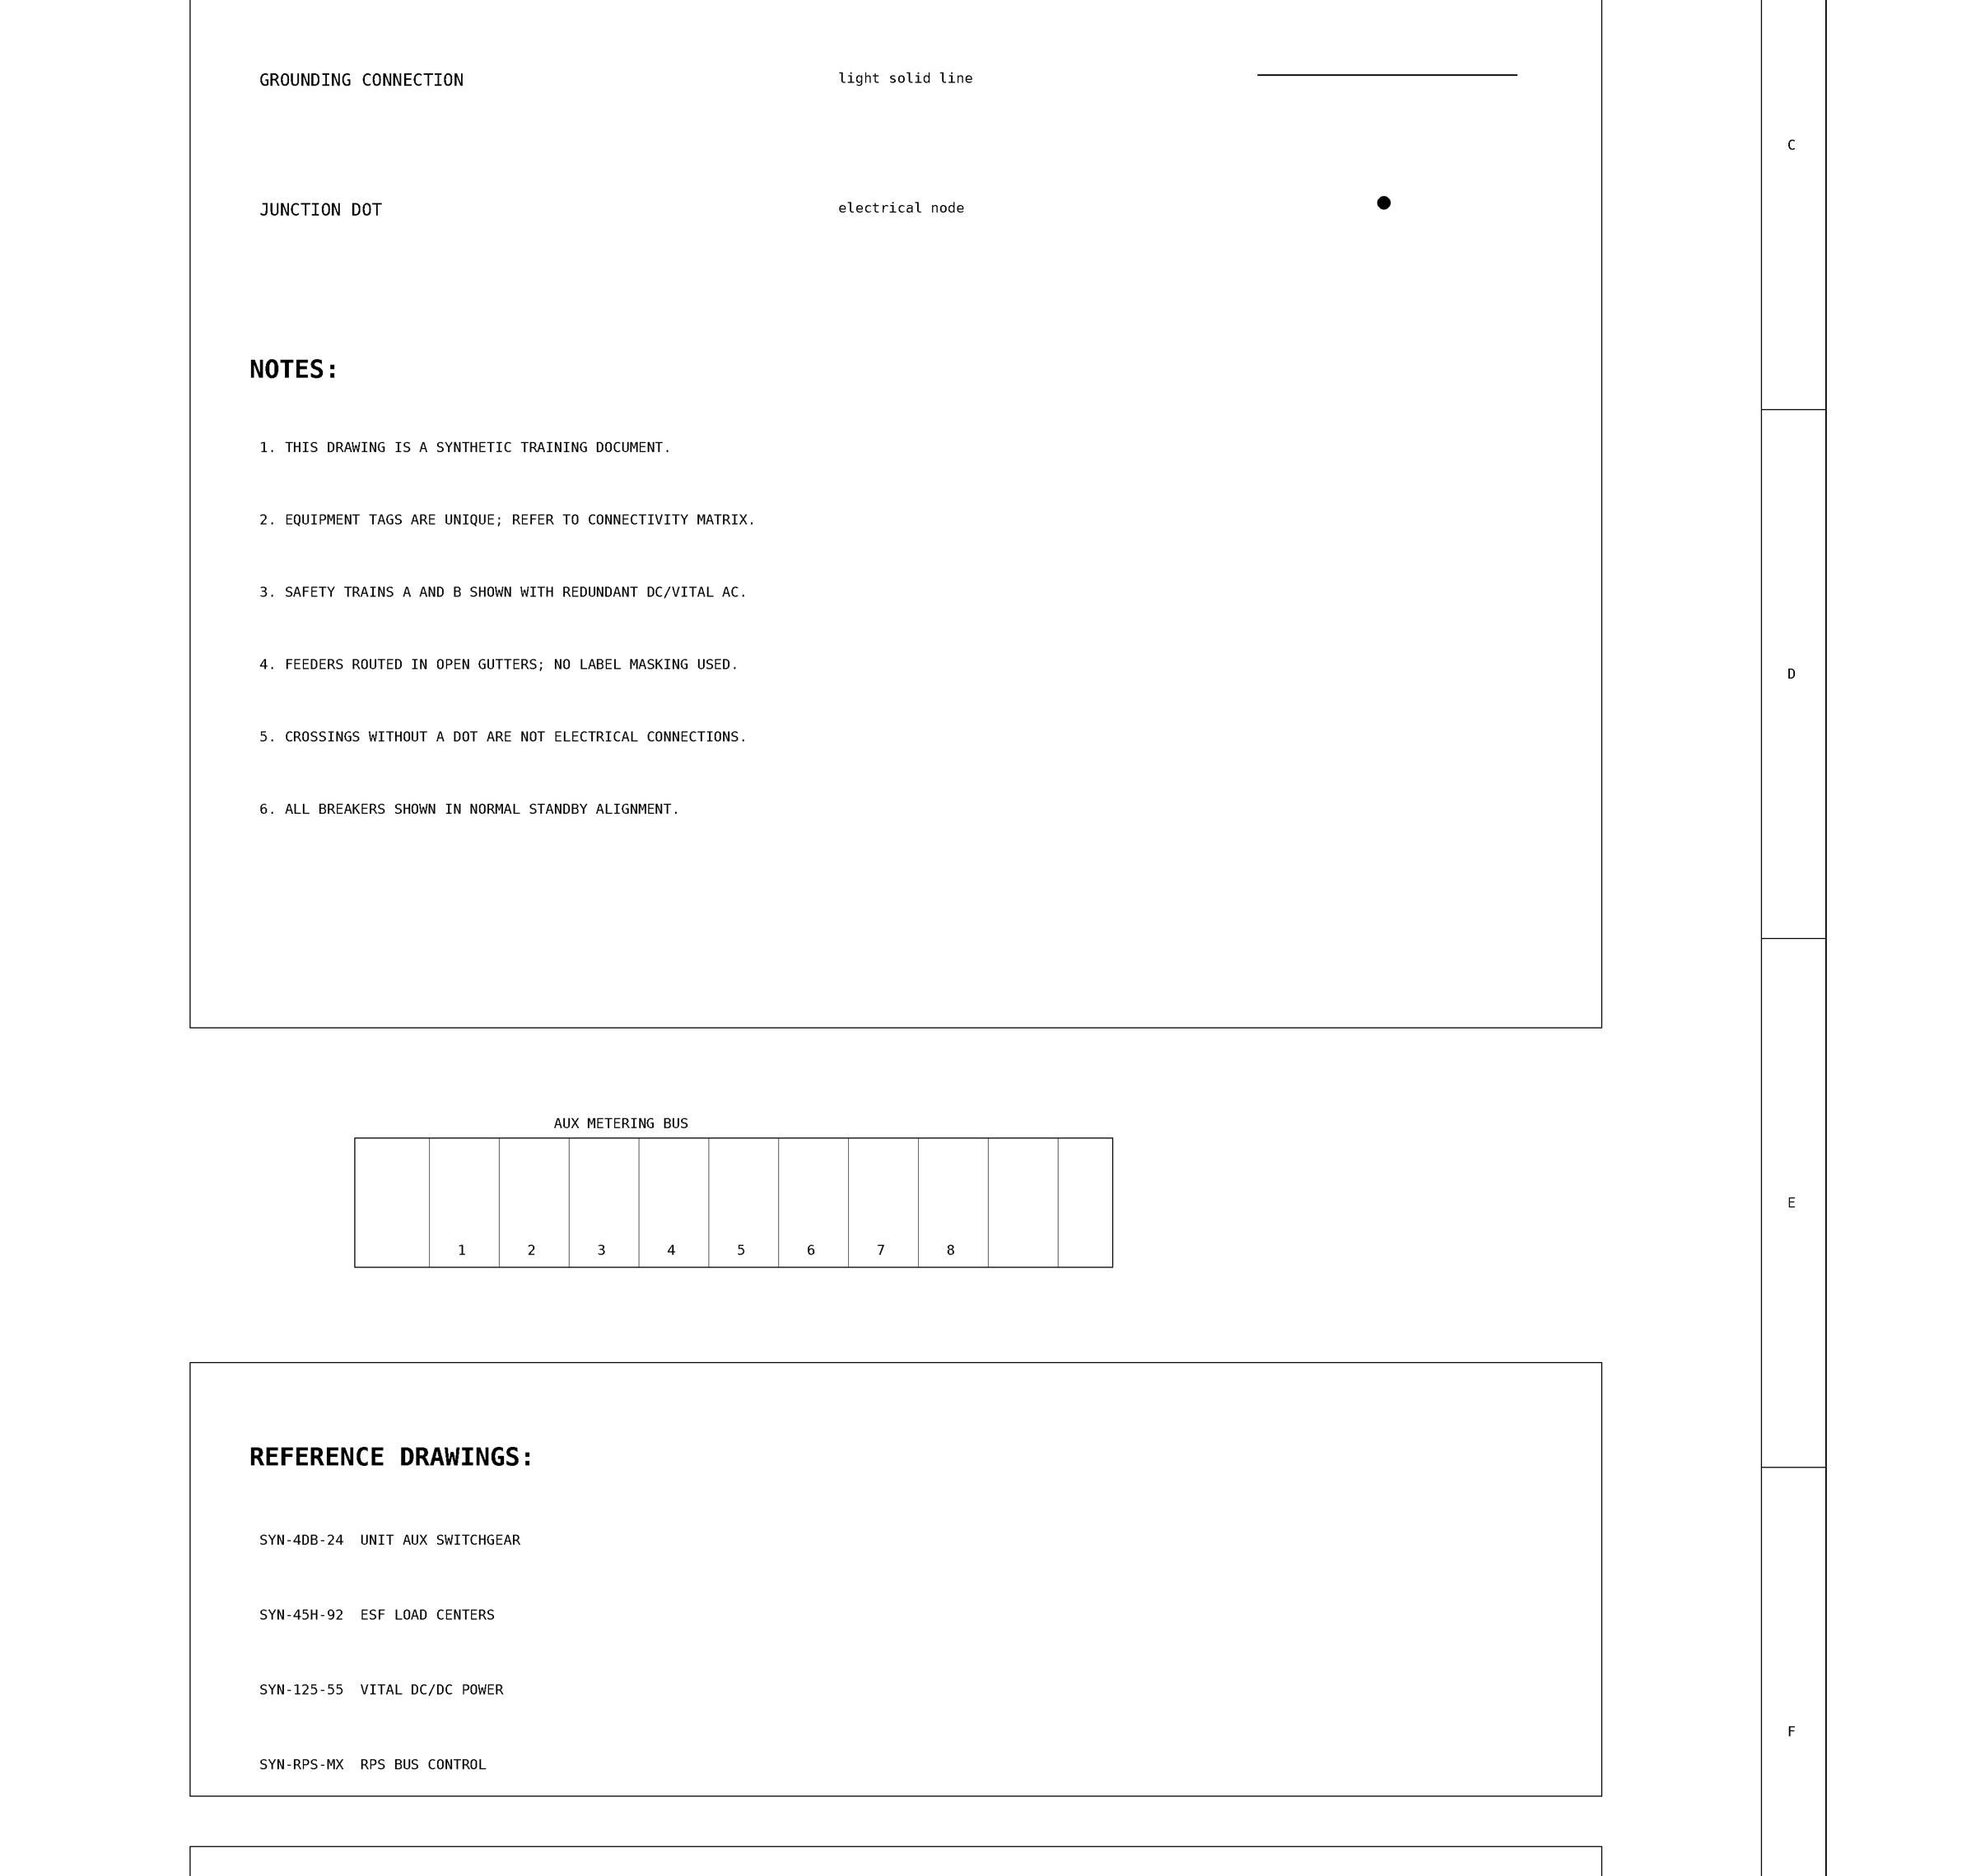 GROUNDING CONNECTION light solid line
C
JUNCTION DOT electrical node
NOTES:
1. THIS DRAWING IS A SYNTHETIC TRAINING DOCUMENT.
2. EQUIPMENT TAGS ARE UNIQUE; REFER TO CONNECTIVITY MATRIX.
3. SAFETY TRAINS A AND B SHOWN WITH REDUNDANT DC/VITAL AC.
4. FEEDERS ROUTED IN OPEN GUTTERS; NO LABEL MASKING USED.
D
5. CROSSINGS WITHOUT A DOT ARE NOT ELECTRICAL CONNECTIONS.
6. ALL BREAKERS SHOWN IN NORMAL STANDBY ALIGNMENT.
AUX METERING BUS
E
1 2 3 4 5 6 7 8
REFERENCE DRAWINGS:
SYN-4DB-24 UNIT AUX SWITCHGEAR
SYN-45H-92 ESF LOAD CENTERS
SYN-125-55 VITAL DC/DC POWER
F
SYN-RPS-MX RPS BUS CONTROL